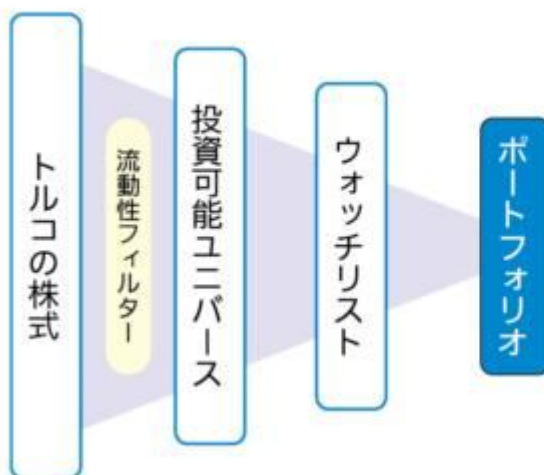 トルコの株式
流動性フィルター
投資可能ユニバース
ウォッチリスト
ポートフォリオ